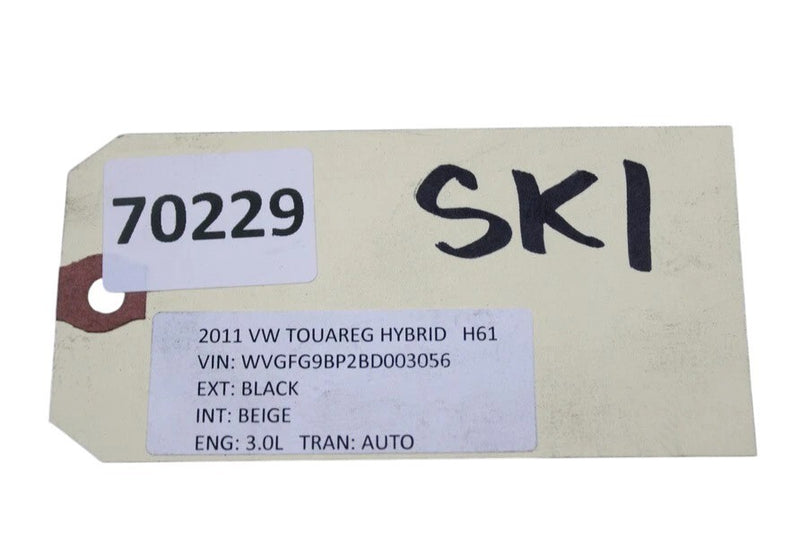 70229
SK1
2011 VW TOUAREG HYBRID H61
VIN: WVGFG9BP2BD003056
EXT: BLACK
INT: BEIGE
ENG: 3.0L TRAN: AUTO